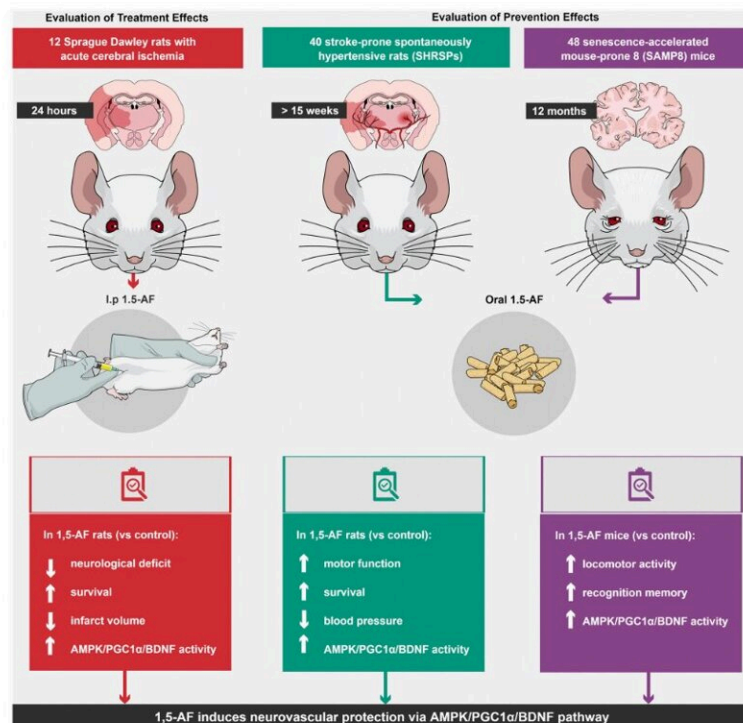 Evaluation of Treatment Effects
Evaluation of Prevention Effects
12 Sprague Dawley rats with
acute cerebral ischemia
40 stroke-prone spontaneously
hypertensive rats (SHRSPs)
48 senescence-accelerated
mouse-prone 8 (SAMP8) mice
24 hours
> 15 weeks
12 months
I.p 1.5-AF
Oral 1.5-AF
In 1,5-AF rats (vs control):
↓ neurological deficit
↑ survival
↓ infarct volume
↑ AMPK/PGC1α/BDNF activity
In 1,5-AF rats (vs control):
↑ motor function
↑ survival
↓ blood pressure
↑ AMPK/PGC1α/BDNF activity
In 1,5-AF mice (vs control):
↑ locomotor activity
↑ recognition memory
↑ AMPK/PGC1α/BDNF activity
1,5-AF induces neurovascular protection via AMPK/PGC1α/BDNF pathway